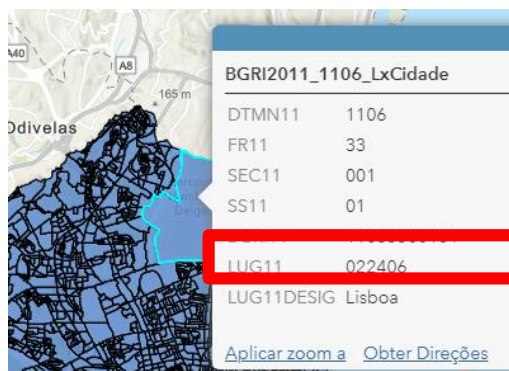 A40
A8
165 m
Odivelas
BGRI2011_1106_LxCidade
DTMN11 1106
FR11 33
SEC11 001
SS11 01
LUG11 022406
LUG11DESIG Lisboa
Aplicar zoom a Obter Direções